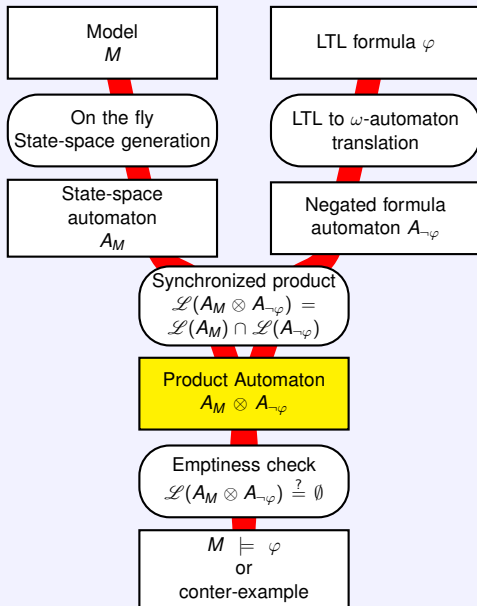 Model
M
LTL formula φ
On the fly
State-space generation
LTL to ω-automaton
translation
State-space
automaton
A_M
Negated formula
automaton A_¬φ
Synchronized product
ℒ(A_M ⊗ A_¬φ) =
ℒ(A_M) ∩ ℒ(A_¬φ)
Product Automaton
A_M ⊗ A_¬φ
Emptiness check
ℒ(A_M ⊗ A_¬φ) ≟ ∅
M ⊨ φ
or
conter-example